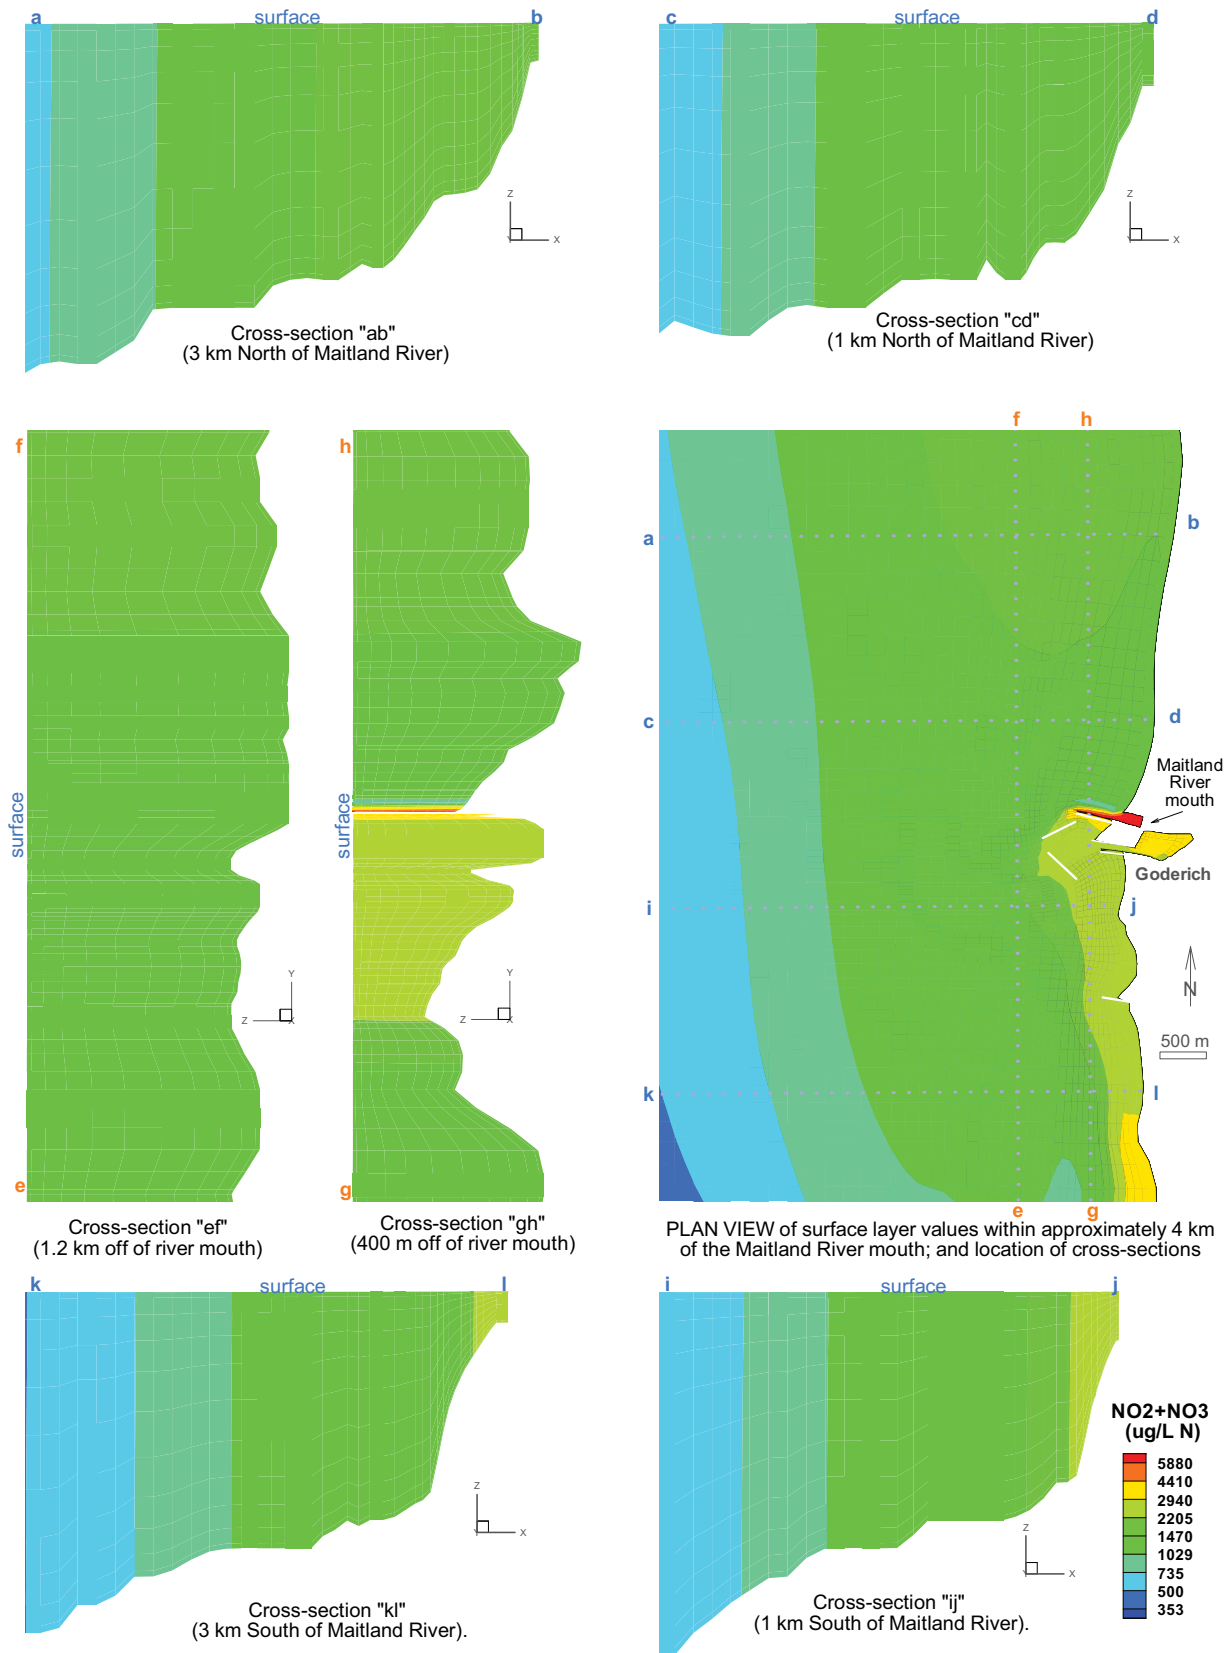 a
surface
b
Z
Y
X
Cross-section "ab"
(3 km North of Maitland River)
c
surface
d
Z
Y
X
Cross-section "cd"
(1 km North of Maitland River)
f
surface
e
Y
Z
X
Cross-section "ef"
(1.2 km off of river mouth)
h
surface
g
Y
Z
X
Cross-section "gh"
(400 m off of river mouth)
f
h
a
b
c
d
Maitland
River
mouth
Goderich
i
j
N
500 m
k
l
e
g
PLAN VIEW of surface layer values within approximately 4 km
of the Maitland River mouth; and location of cross-sections
k
surface
l
Z
Y
X
Cross-section "kl"
(3 km South of Maitland River).
i
surface
j
Z
Y
X
Cross-section "ij"
(1 km South of Maitland River).
NO2+NO3
(ug/L N)
5880
4410
2940
2205
1470
1029
735
500
353